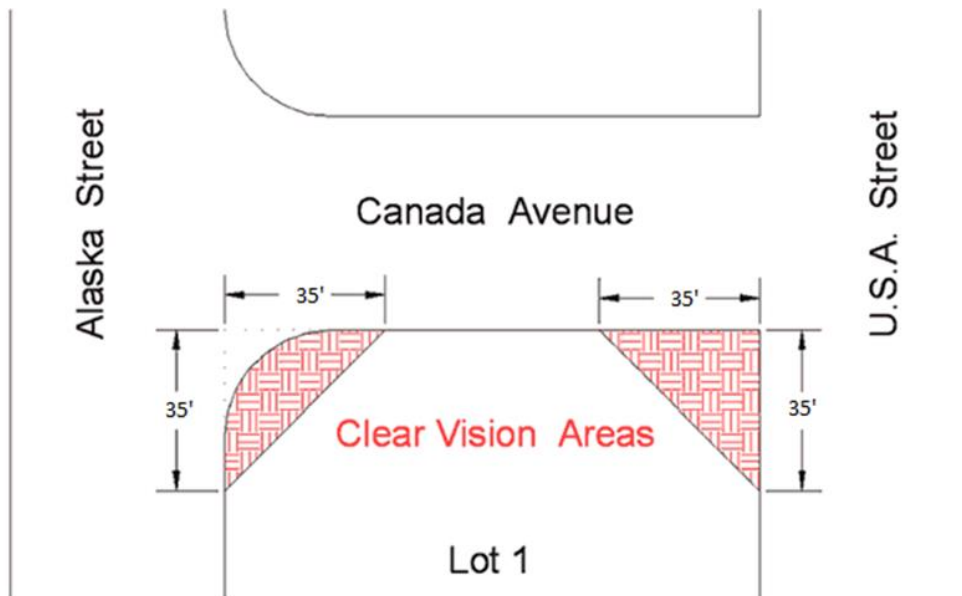 Alaska Street
Canada Avenue
U.S.A. Street
35'
35'
35'
35'
Clear Vision Areas
Lot 1